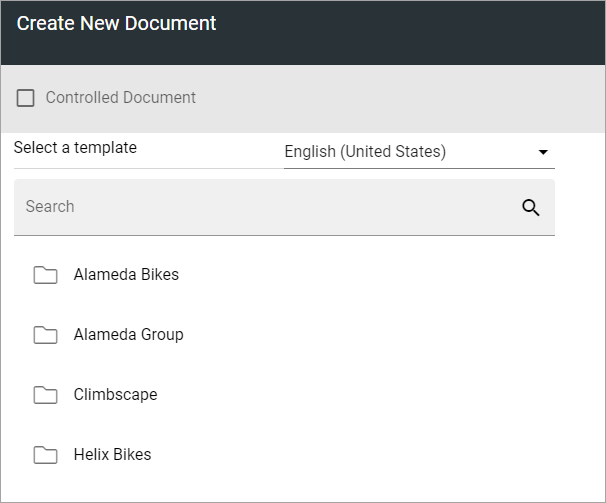 Create New Document
Controlled Document
Select a template
English (United States)
Search
Alameda Bikes
Alameda Group
Climbscape
Helix Bikes